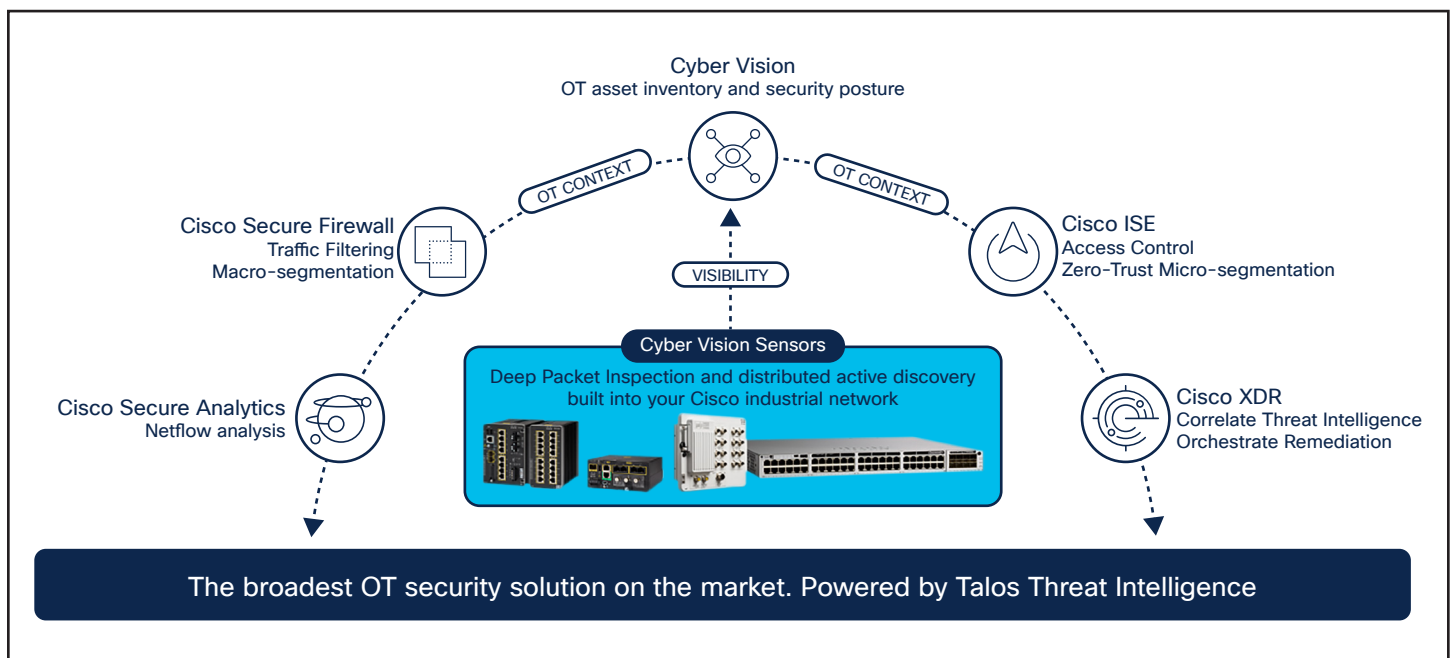 Cyber Vision
OT asset inventory and security posture
OT CONTEXT
OT CONTEXT
Cisco Secure Firewall
Traffic Filtering
Macro-segmentation
Cisco ISE
Access Control
Zero-Trust Micro-segmentation
VISIBILITY
Cyber Vision Sensors
Deep Packet Inspection and distributed active discovery
built into your Cisco industrial network
Cisco Secure Analytics
Netflow analysis
Cisco XDR
Correlate Threat Intelligence
Orchestrate Remediation
The broadest OT security solution on the market. Powered by Talos Threat Intelligence